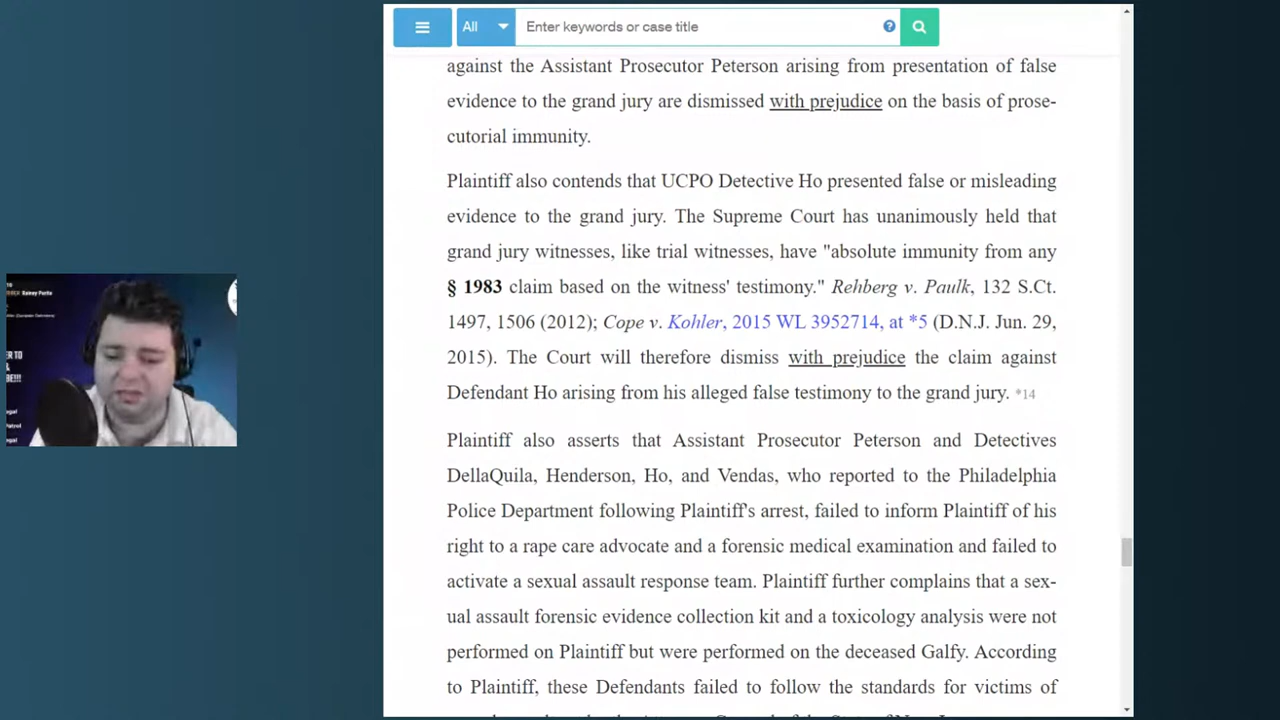 All
Enter keywords or case title
?
against the Assistant Prosecutor Peterson arising from presentation of false
evidence to the grand jury are dismissed with prejudice on the basis of prose-
cutorial immunity.
Plaintiff also contends that UCPO Detective Ho presented false or misleading
evidence to the grand jury. The Supreme Court has unanimously held that
grand jury witnesses, like trial witnesses, have "absolute immunity from any
§ 1983 claim based on the witness' testimony." Rehberg v. Paulk, 132 S.Ct.
1497, 1506 (2012); Cope v. Kohler, 2015 WL 3952714, at *5 (D.N.J. Jun. 29,
2015). The Court will therefore dismiss with prejudice the claim against
Defendant Ho arising from his alleged false testimony to the grand jury. *14
Plaintiff also asserts that Assistant Prosecutor Peterson and Detectives
DellaQuila, Henderson, Ho, and Vendas, who reported to the Philadelphia
Police Department following Plaintiff's arrest, failed to inform Plaintiff of his
right to a rape care advocate and a forensic medical examination and failed to
activate a sexual assault response team. Plaintiff further complains that a sex-
ual assault forensic evidence collection kit and a toxicology analysis were not
performed on Plaintiff but were performed on the deceased Galfy. According
to Plaintiff, these Defendants failed to follow the standards for victims of